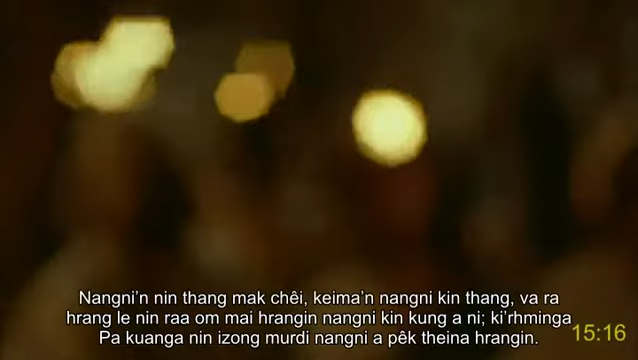 Nangni’n nin thang mak chêi, keima’n nangni kin thang, va ra
hrang le nin raa om mai hrangin nangni kin kung a ni; ki’rhminga
Pa kuanga nin izong murdi nangni a pêk theina hrangin.
15:16